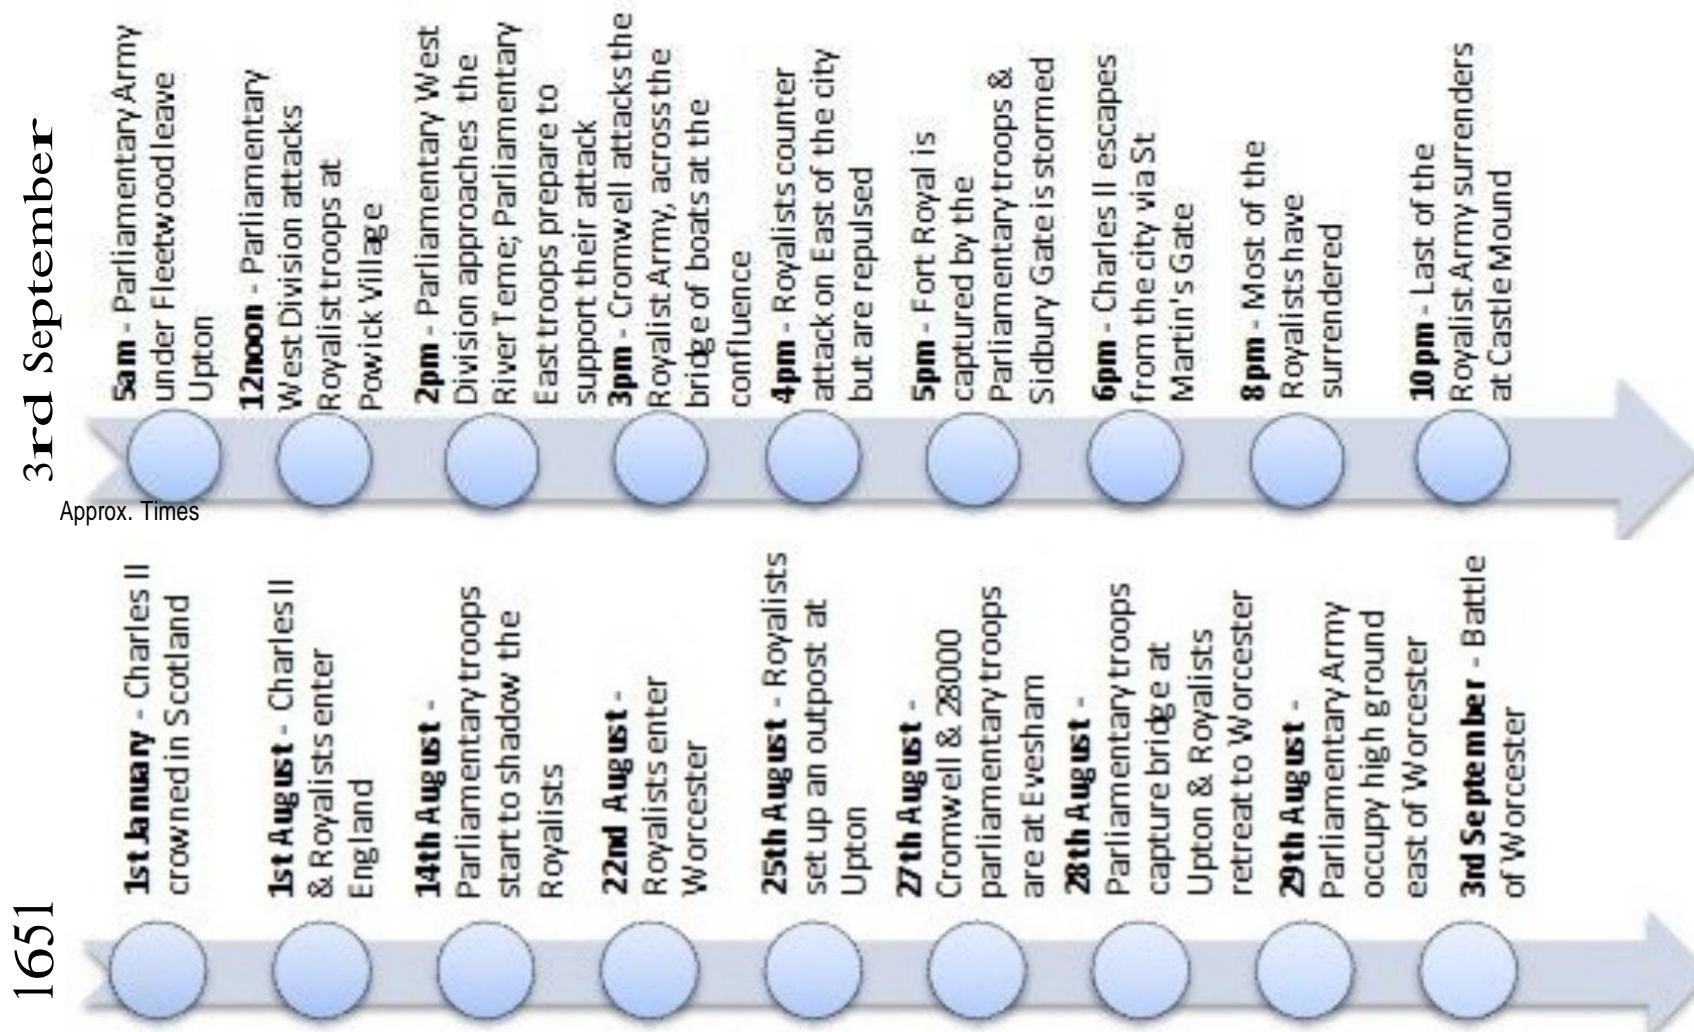 3rd September
5am - Parliamentary Army
under Fleetwood leave
Upton
12noon - Parliamentary
West Division attacks
Royalist troops at
Powick Village
2pm - Parliamentary West
Division approaches the
River Teme; Parliamentary
East troops prepare to
support their attack
3pm - Cromwell attacks the
Royalist Army, across the
bridge of boats at the
confluence
4pm - Royalists counter
attack on East of the city
but are repulsed
5pm - Fort Royal is
captured by the
Parliamentary troops &
Sidbury Gate is stormed
6pm - Charles II escapes
from the city via St
Martin's Gate
8pm - Most of the
Royalists have
surrendered
10pm - Last of the
Royalist Army surrenders
at Castle Mound
Approx. Times
1651
1st January - Charles II
crowned in Scotland
1st August - Charles II
& Royalists enter
England
14th August -
Parliamentary troops
start to shadow the
Royalists
22nd August -
Royalists enter
Worcester
25th August - Royalists
set up an outpost at
Upton
27th August -
Cromwell & 28000
parliamentary troops
are at Evesham
28th August -
Parliamentary troops
capture bridge at
Upton & Royalists
retreat to Worcester
29th August -
Parliamentary Army
occupy high ground
east of Worcester
3rd September - Battle
of Worcester